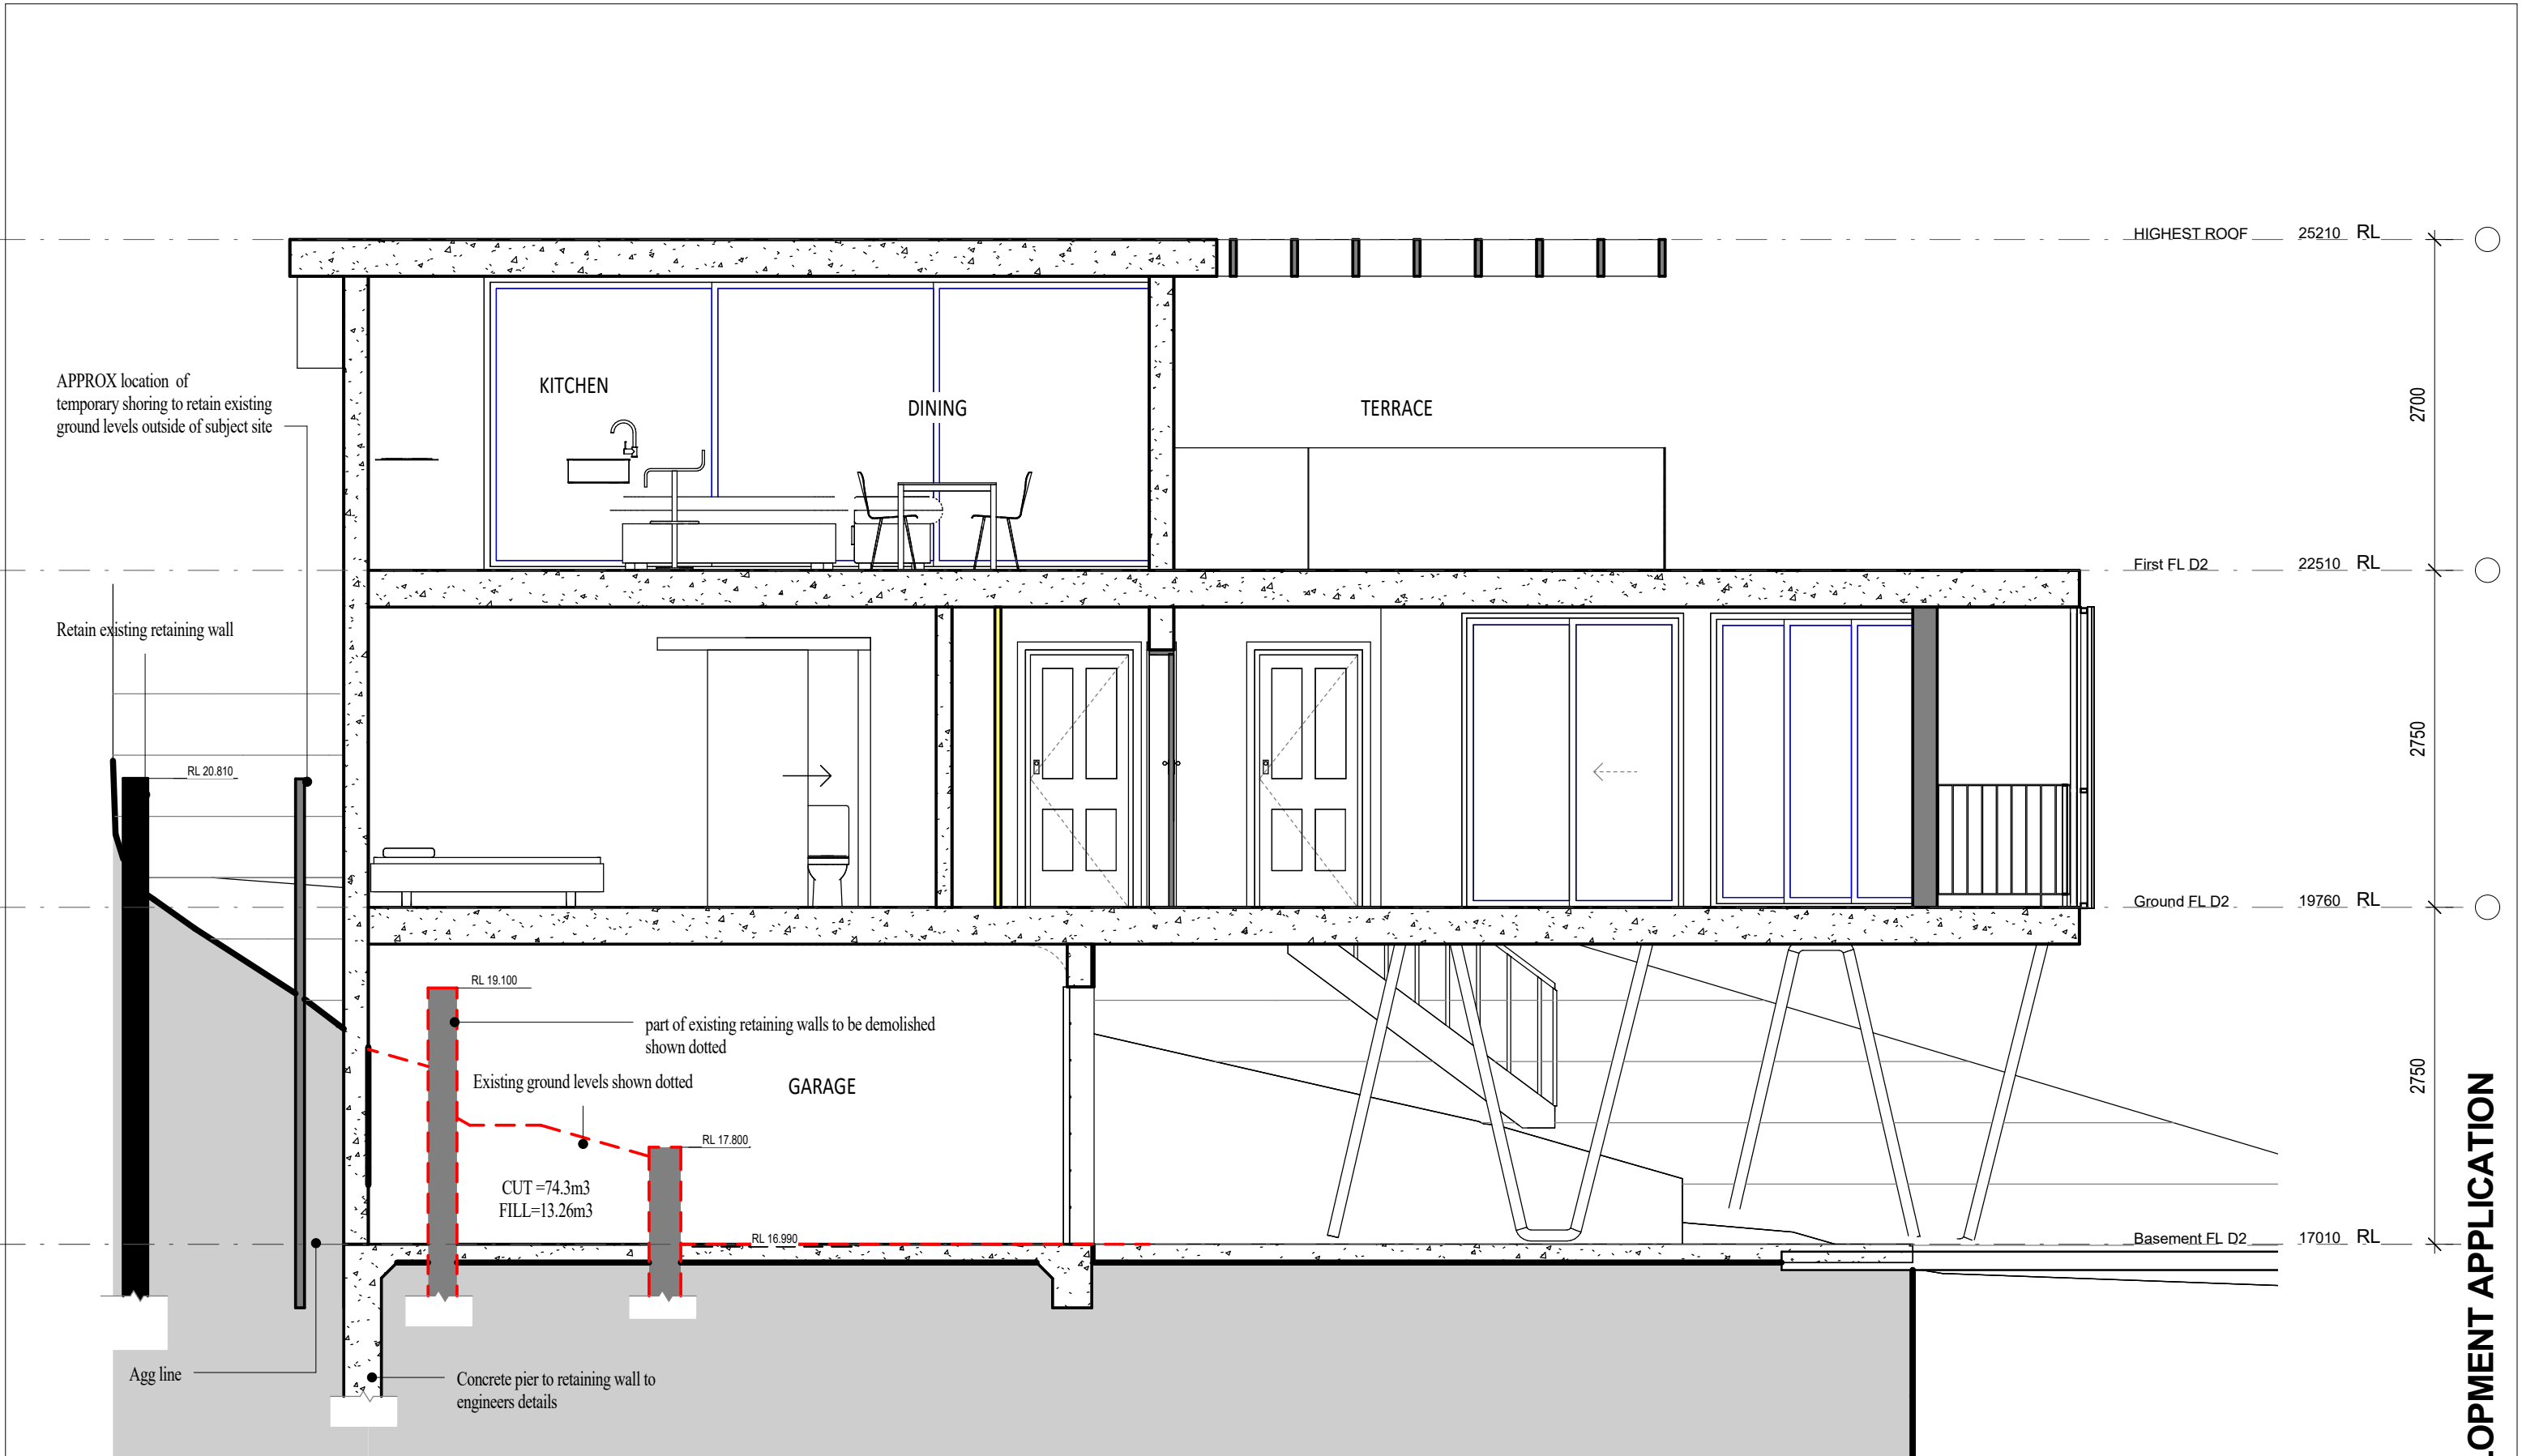 HIGHEST ROOF 25210 RL
2700
APPROX location of
temporary shoring to retain existing
ground levels outside of subject site
KITCHEN
DINING
TERRACE
First FL D2 22510 RL
Retain existing retaining wall
2750
RL 20.810
Ground FL D2 19760 RL
RL 19.100
part of existing retaining walls to be demolished
shown dotted
Existing ground levels shown dotted
GARAGE
2750
RL 17.800
CUT =74.3m3
FILL=13.26m3
RL 16.990
Basement FL D2 17010 RL
Agg line
Concrete pier to retaining wall to
engineers details
LOPMENT APPLICATION